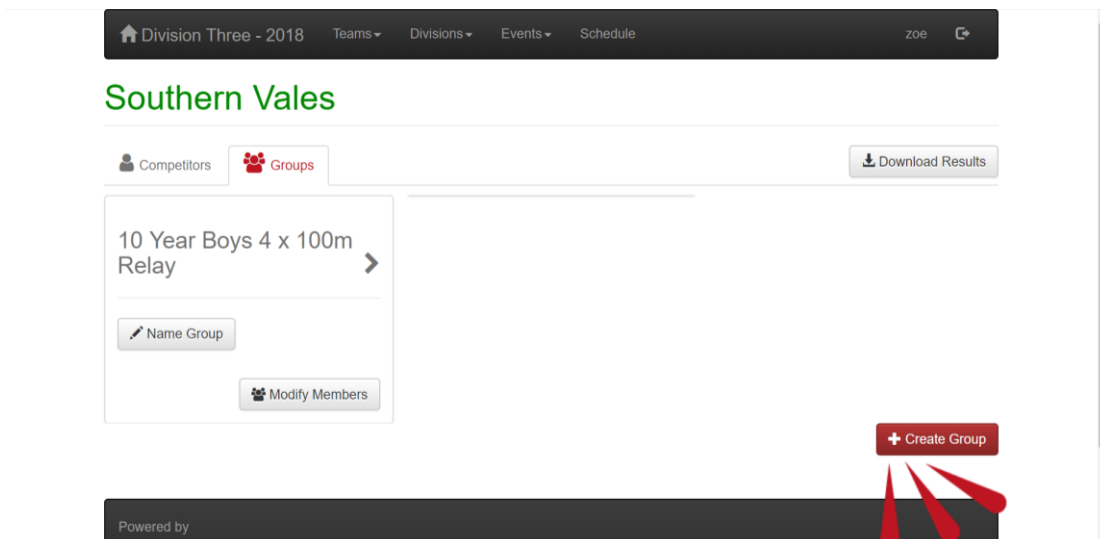 Division Three - 2018 Teams Divisions Events Schedule zoe
Southern Vales
Competitors Groups Download Results
10 Year Boys 4 x 100m
Relay
Name Group
Modify Members
Create Group
Powered by